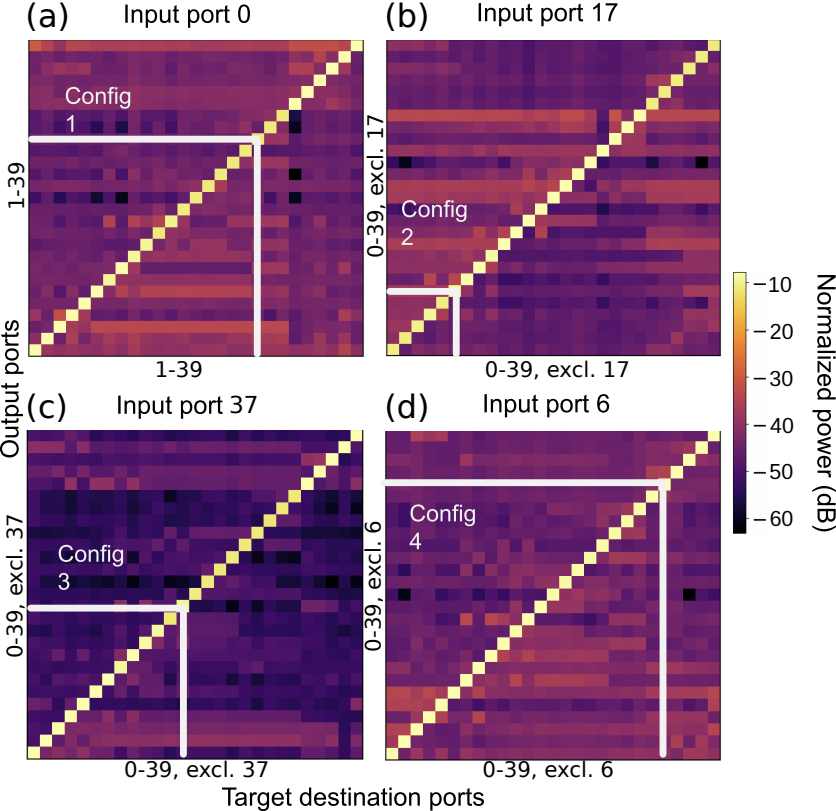 (a) Input port 0
(b) Input port 17
Config
1
1-39
1-39
Config
2
0-39, excl. 17
0-39, excl. 17
Output ports
(c) Input port 37
(d) Input port 6
Config
3
0-39, excl. 37
0-39, excl. 37
Config
4
0-39, excl. 6
0-39, excl. 6
Target destination ports
−10
−20
−30
−40
−50
−60
Normalized power (dB)